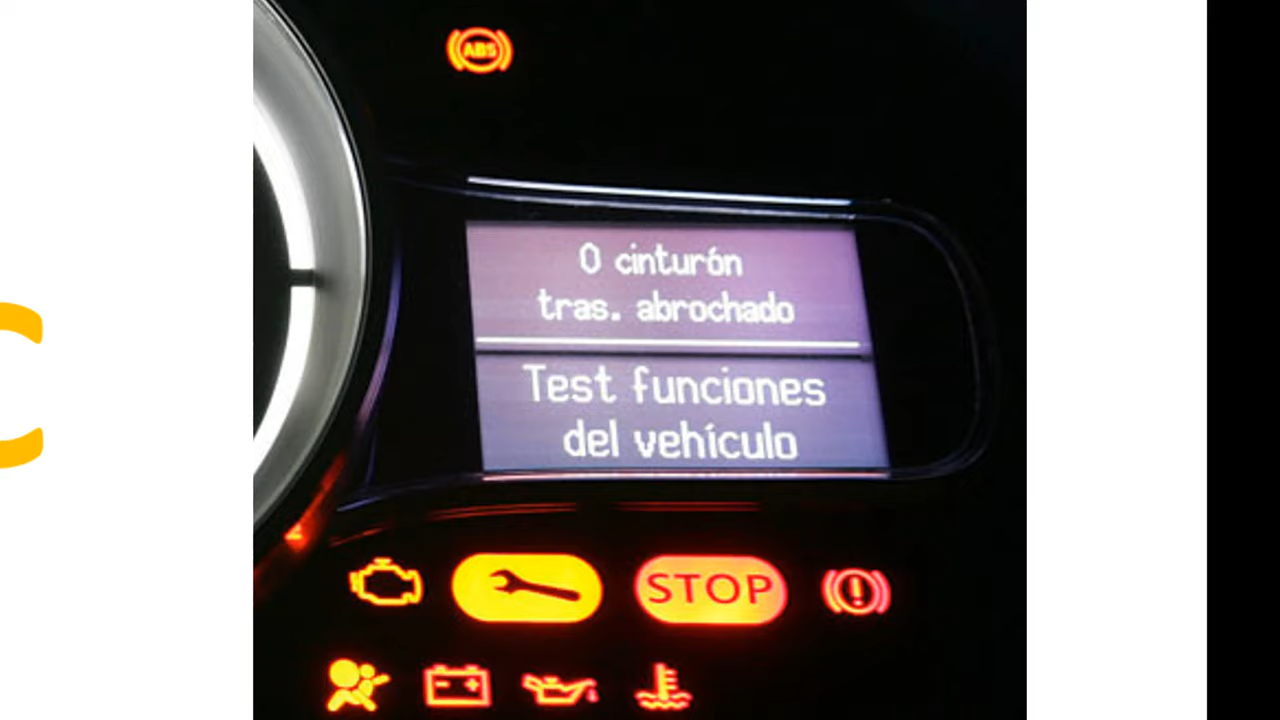 ABS
0 cinturón
tras. abrochado
Test funciones
del vehículo
STOP